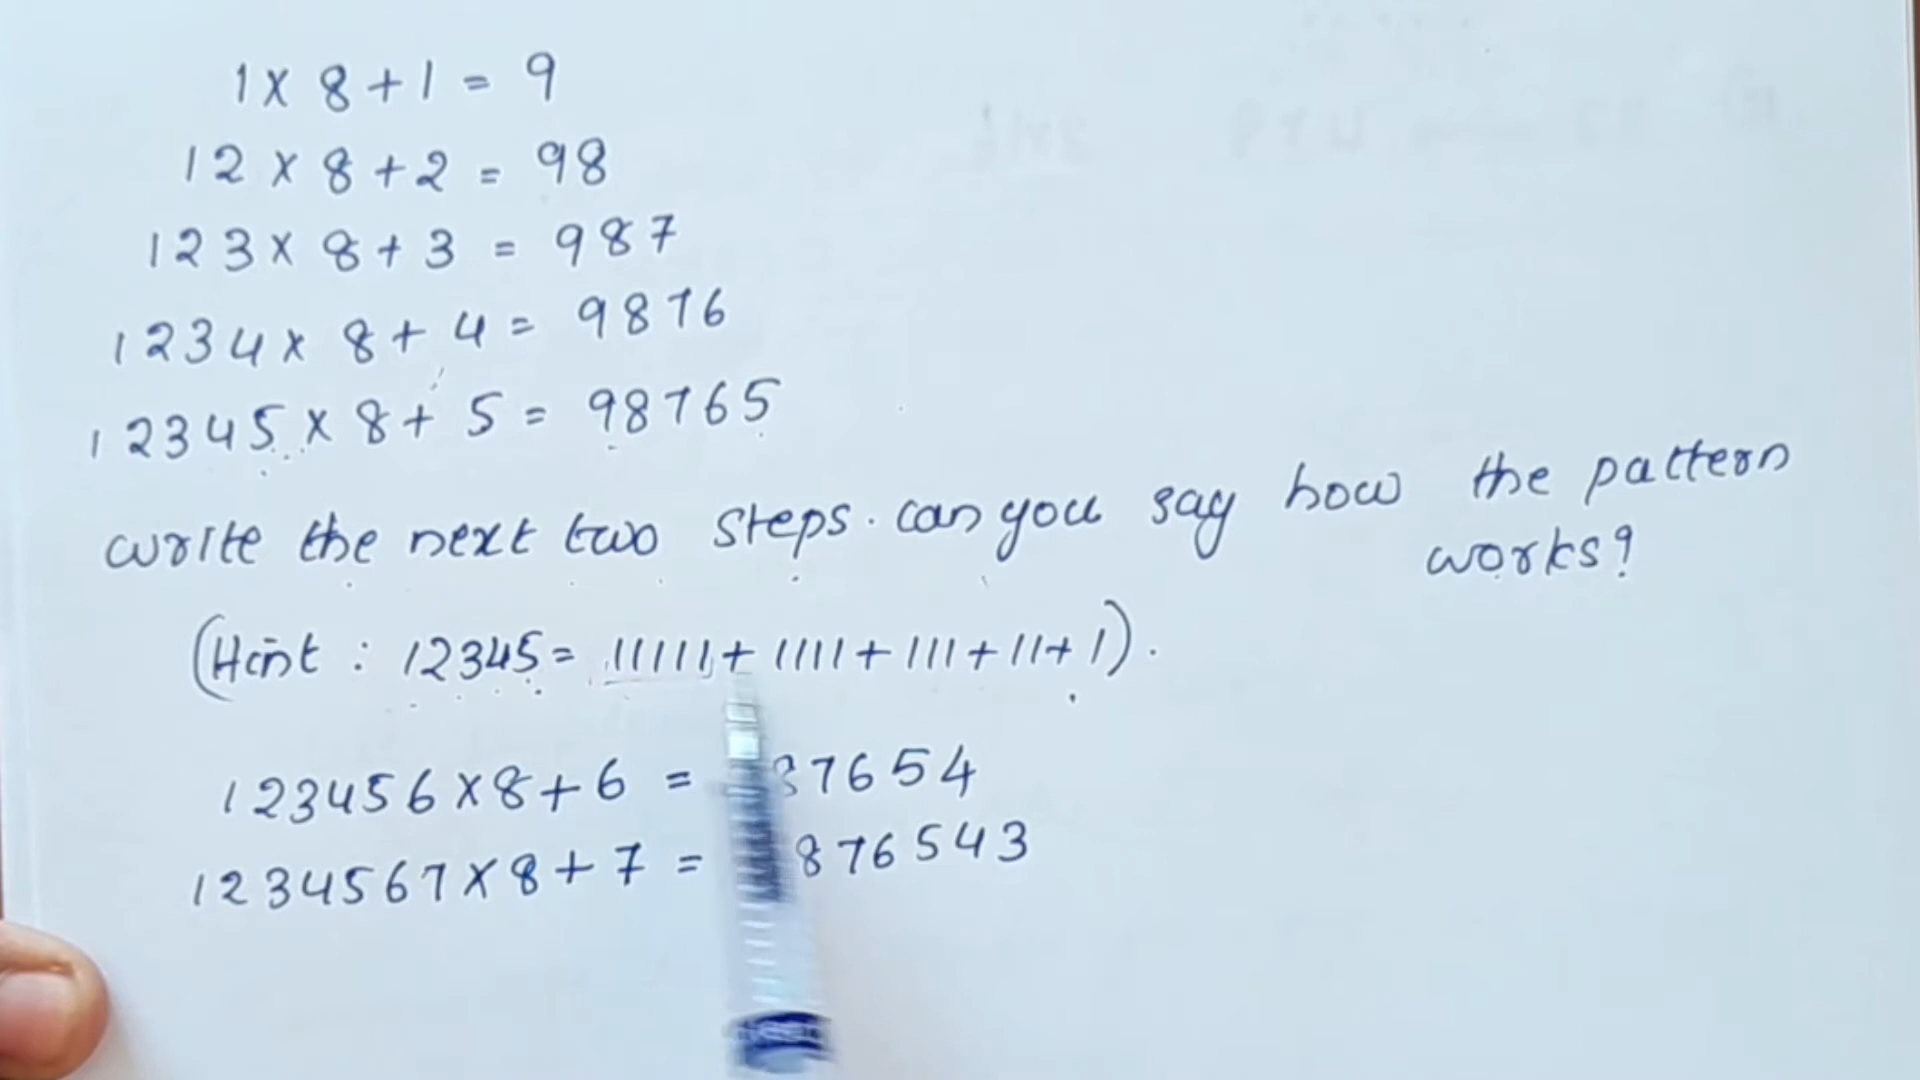 1 × 8 + 1 = 9
12 × 8 + 2 = 98
123 × 8 + 3 = 987
1234 × 8 + 4 = 9876
12345 × 8 + 5 = 98765
write the next two steps. can you say how the pattern
works?
(Hint : 12345 = 11111 + 1111 + 111 + 11 + 1).
123456 × 8 + 6 = 87654
1234567 × 8 + 7 = 876543